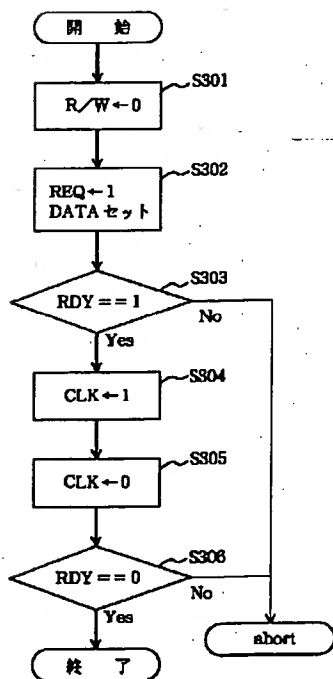 開 始
S301
R/W←0
S302
REQ←1
DATAセット
S303
RDY==1
No
Yes
S304
CLK←1
S305
CLK←0
S306
RDY==0
No
Yes
abort
終 了